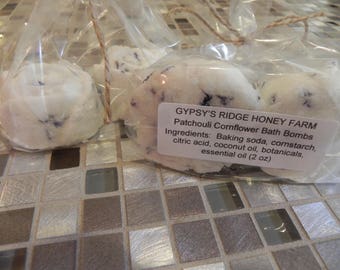 GYPSY'S RIDGE HONEY FARM
Patchouli Cornflower Bath Bombs
Ingredients: Baking soda, cornstarch,
citric acid, coconut oil, botanicals,
essential oil (2 oz)